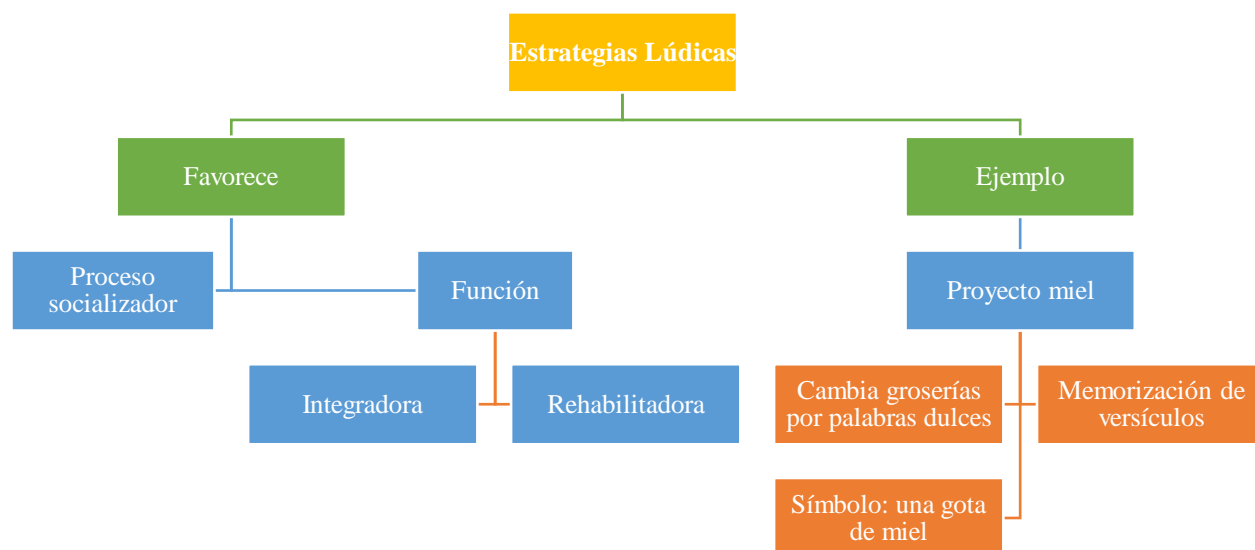 Estrategias Lúdicas
Favorece
Ejemplo
Proceso
socializador
Función
Proyecto miel
Integradora
Rehabilitadora
Cambia groserías
por palabras dulces
Memorización de
versículos
Símbolo: una gota
de miel